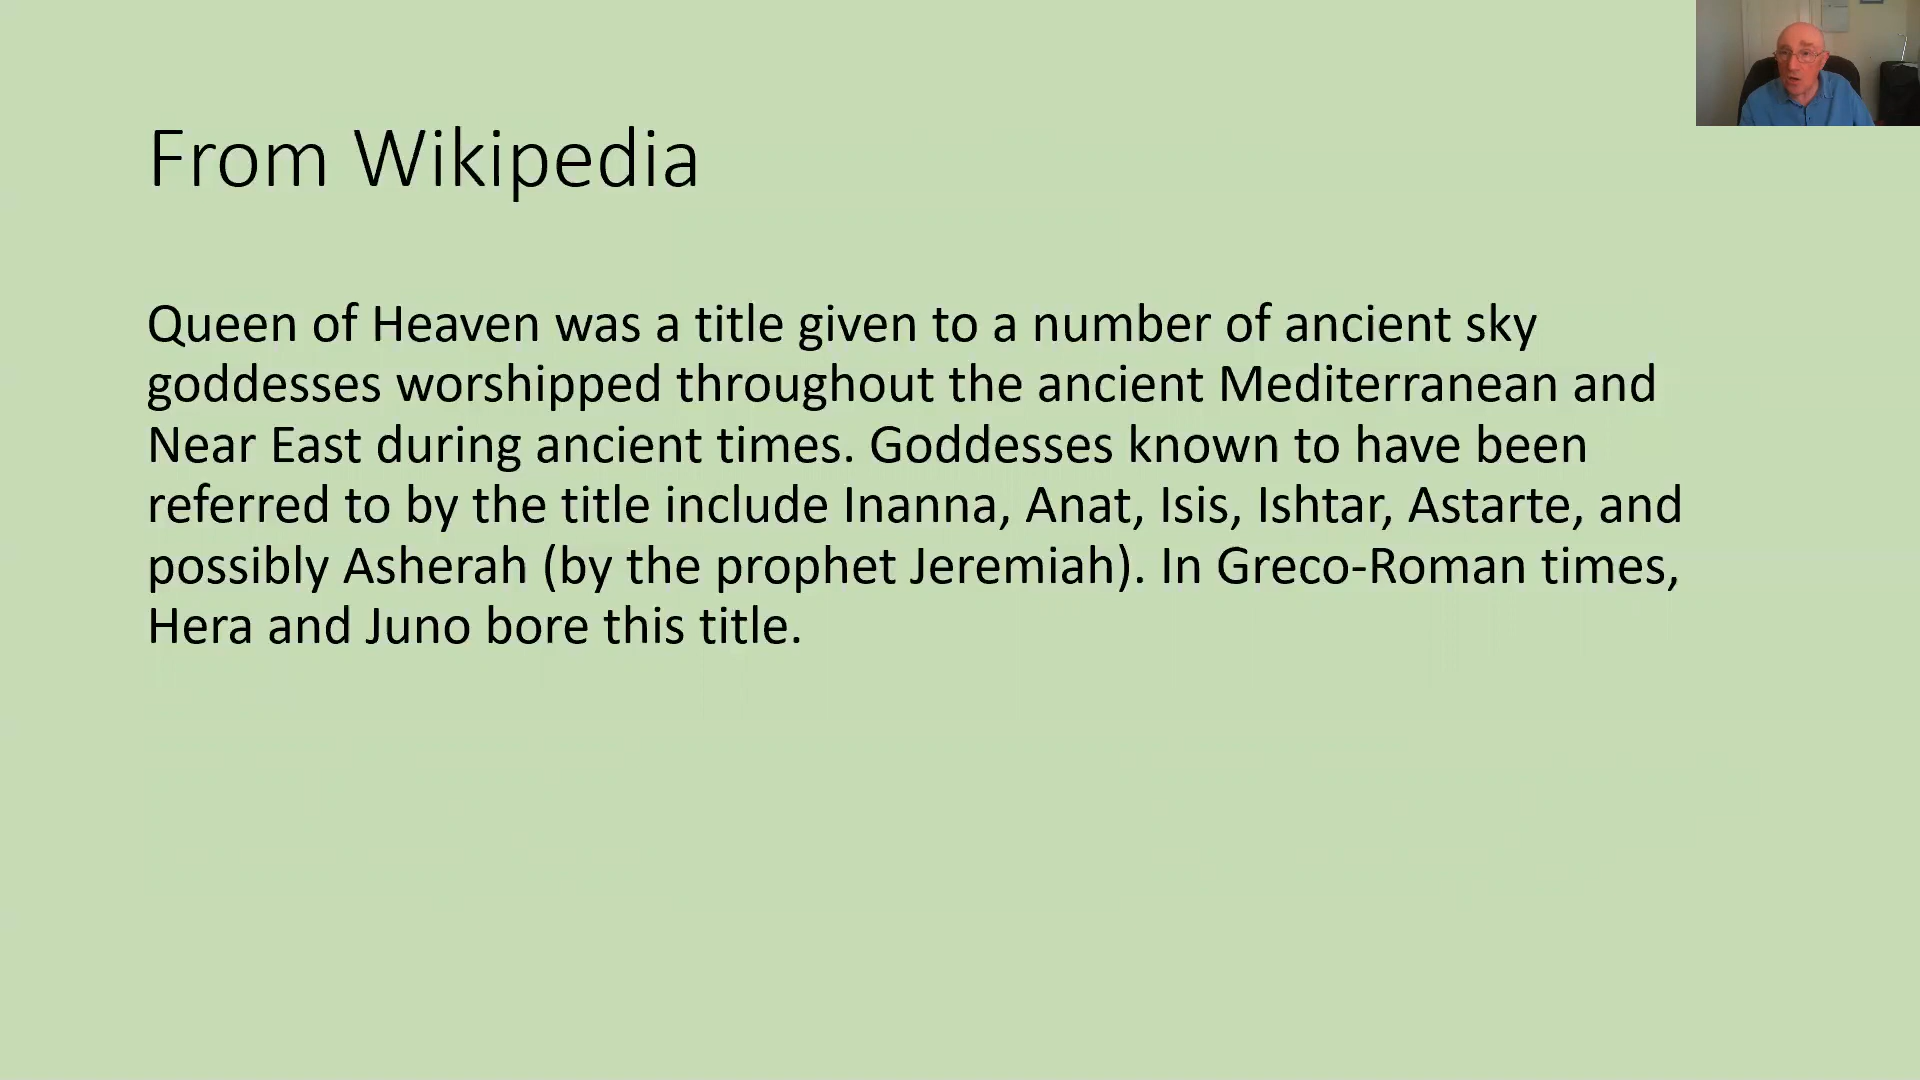 From Wikipedia
Queen of Heaven was a title given to a number of ancient sky
goddesses worshipped throughout the ancient Mediterranean and
Near East during ancient times. Goddesses known to have been
referred to by the title include Inanna, Anat, Isis, Ishtar, Astarte, and
possibly Asherah (by the prophet Jeremiah). In Greco-Roman times,
Hera and Juno bore this title.